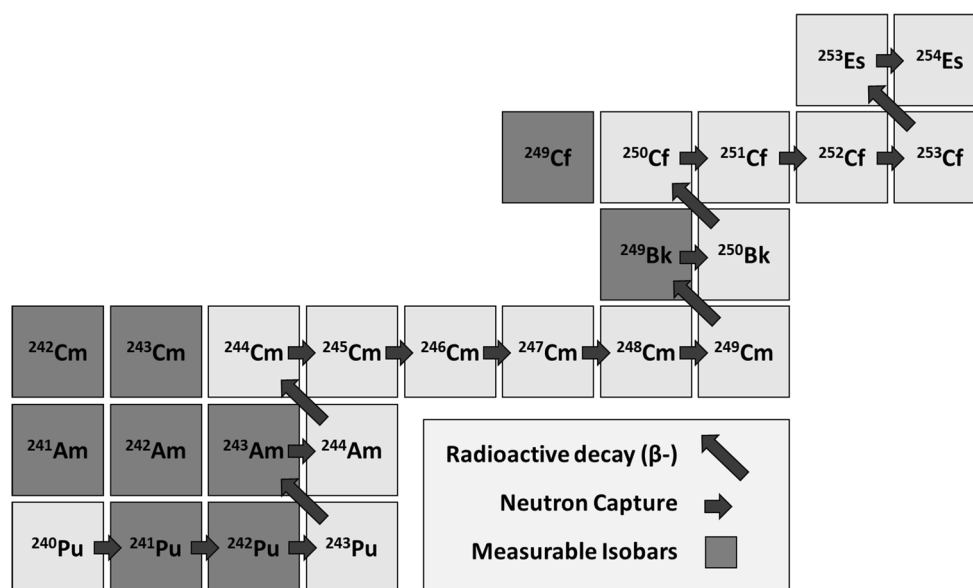 ²⁵³Es ²⁵⁴Es
²⁴⁹Cf ²⁵⁰Cf ²⁵¹Cf ²⁵²Cf ²⁵³Cf
²⁴⁹Bk ²⁵⁰Bk
²⁴²Cm ²⁴³Cm ²⁴⁴Cm ²⁴⁵Cm ²⁴⁶Cm ²⁴⁷Cm ²⁴⁸Cm ²⁴⁹Cm
²⁴¹Am ²⁴²Am ²⁴³Am ²⁴⁴Am
²⁴⁰Pu ²⁴¹Pu ²⁴²Pu ²⁴³Pu
Radioactive decay (β-)
Neutron Capture
Measurable Isobars